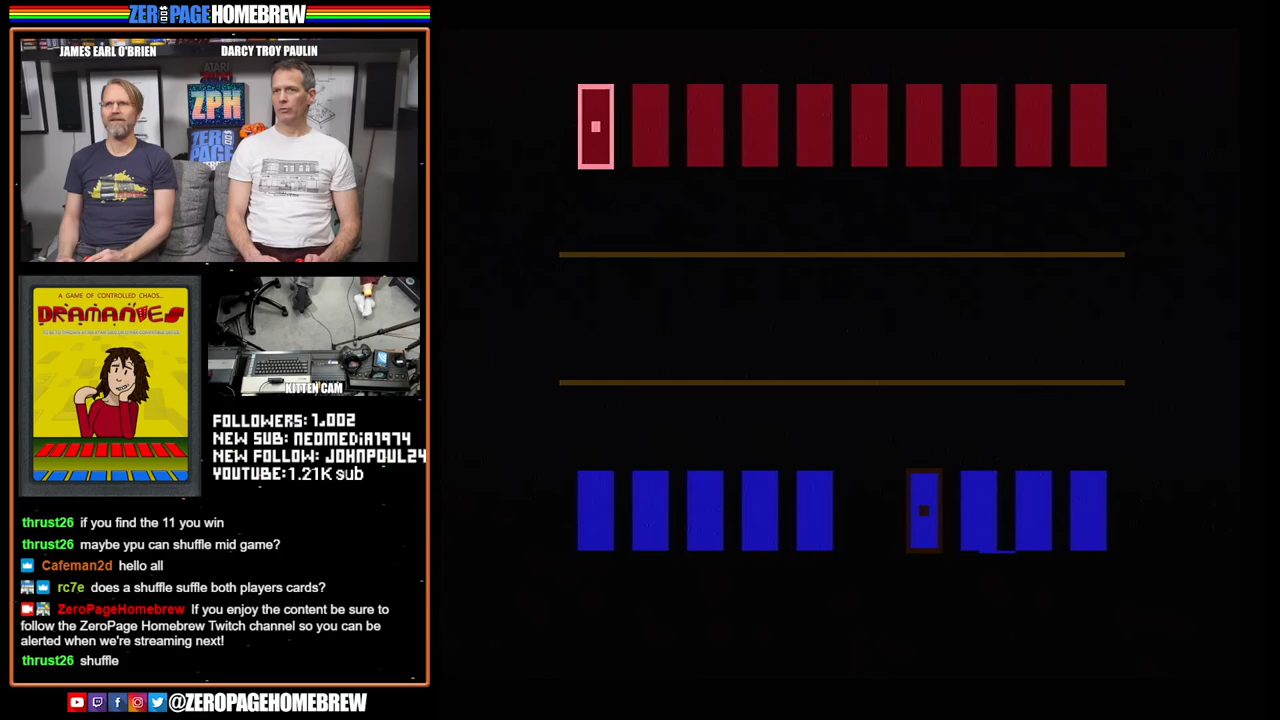 ZEROPAGEHOMEBREW
JAMES EARL O'BRIEN
DARCY TROY PAULIN
ATARI
ZPH
ZERO
PAGE
A GAME OF CONTROLLED CHAOS...
DRAMANIES
KITTEN CAM
FOLLOWERS: 1,002
NEW SUB: NEOMEDIA1974
NEW FOLLOW: JOHNPOUL24
YOUTUBE: 1.21K sub
thrust26 if you find the 11 you win
thrust26 maybe ypu can shuffle mid game?
Cafeman2d hello all
rc7e does a shuffle suffle both players cards?
ZeroPageHomebrew If you enjoy the content be sure to
follow the ZeroPage Homebrew Twitch channel so you can be
alerted when we're streaming next!
thrust26 shuffle
@ZEROPAGEHOMEBREW